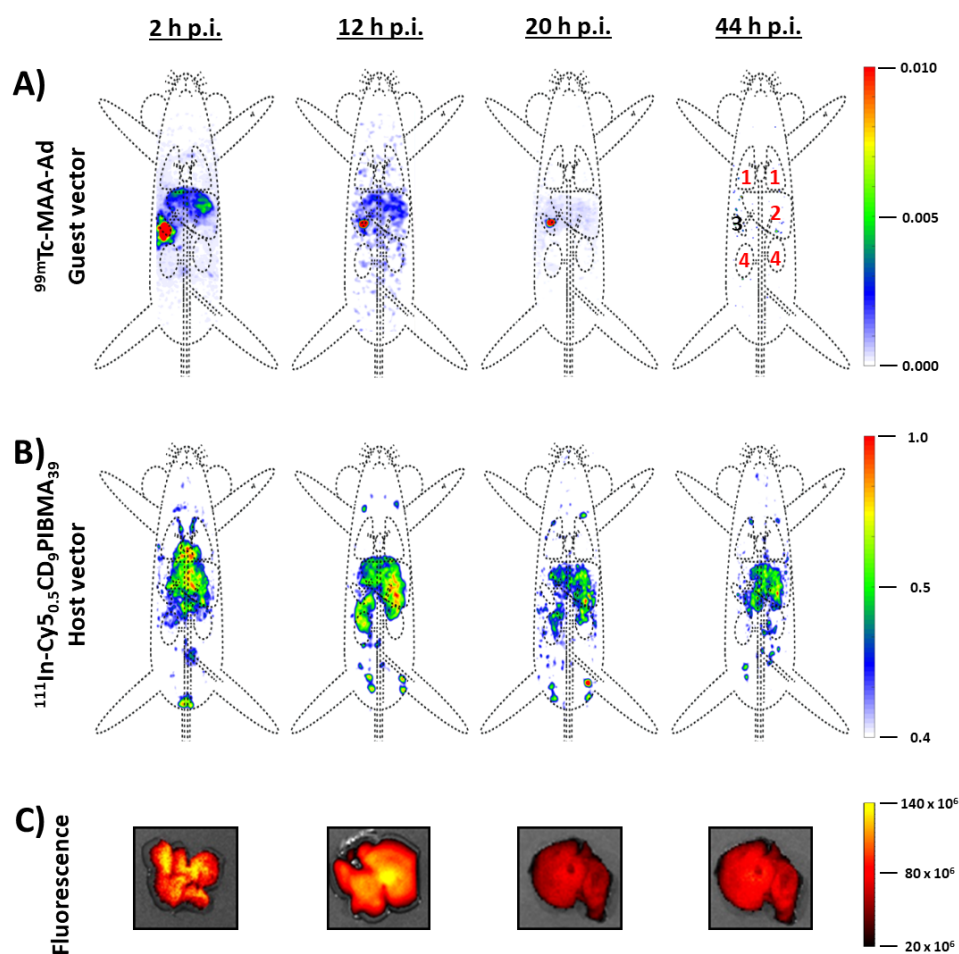 2 h p.i. 12 h p.i. 20 h p.i. 44 h p.i.
A)
99mTc-MAA-Ad
Guest vector
1 1
2
3
4 4
0.010
0.005
0.000
B)
111In-Cy50.5CD9PIBMA39
Host vector
1.0
0.5
0.4
C)
Fluorescence
140 x 10⁶
80 x 10⁶
20 x 10⁶